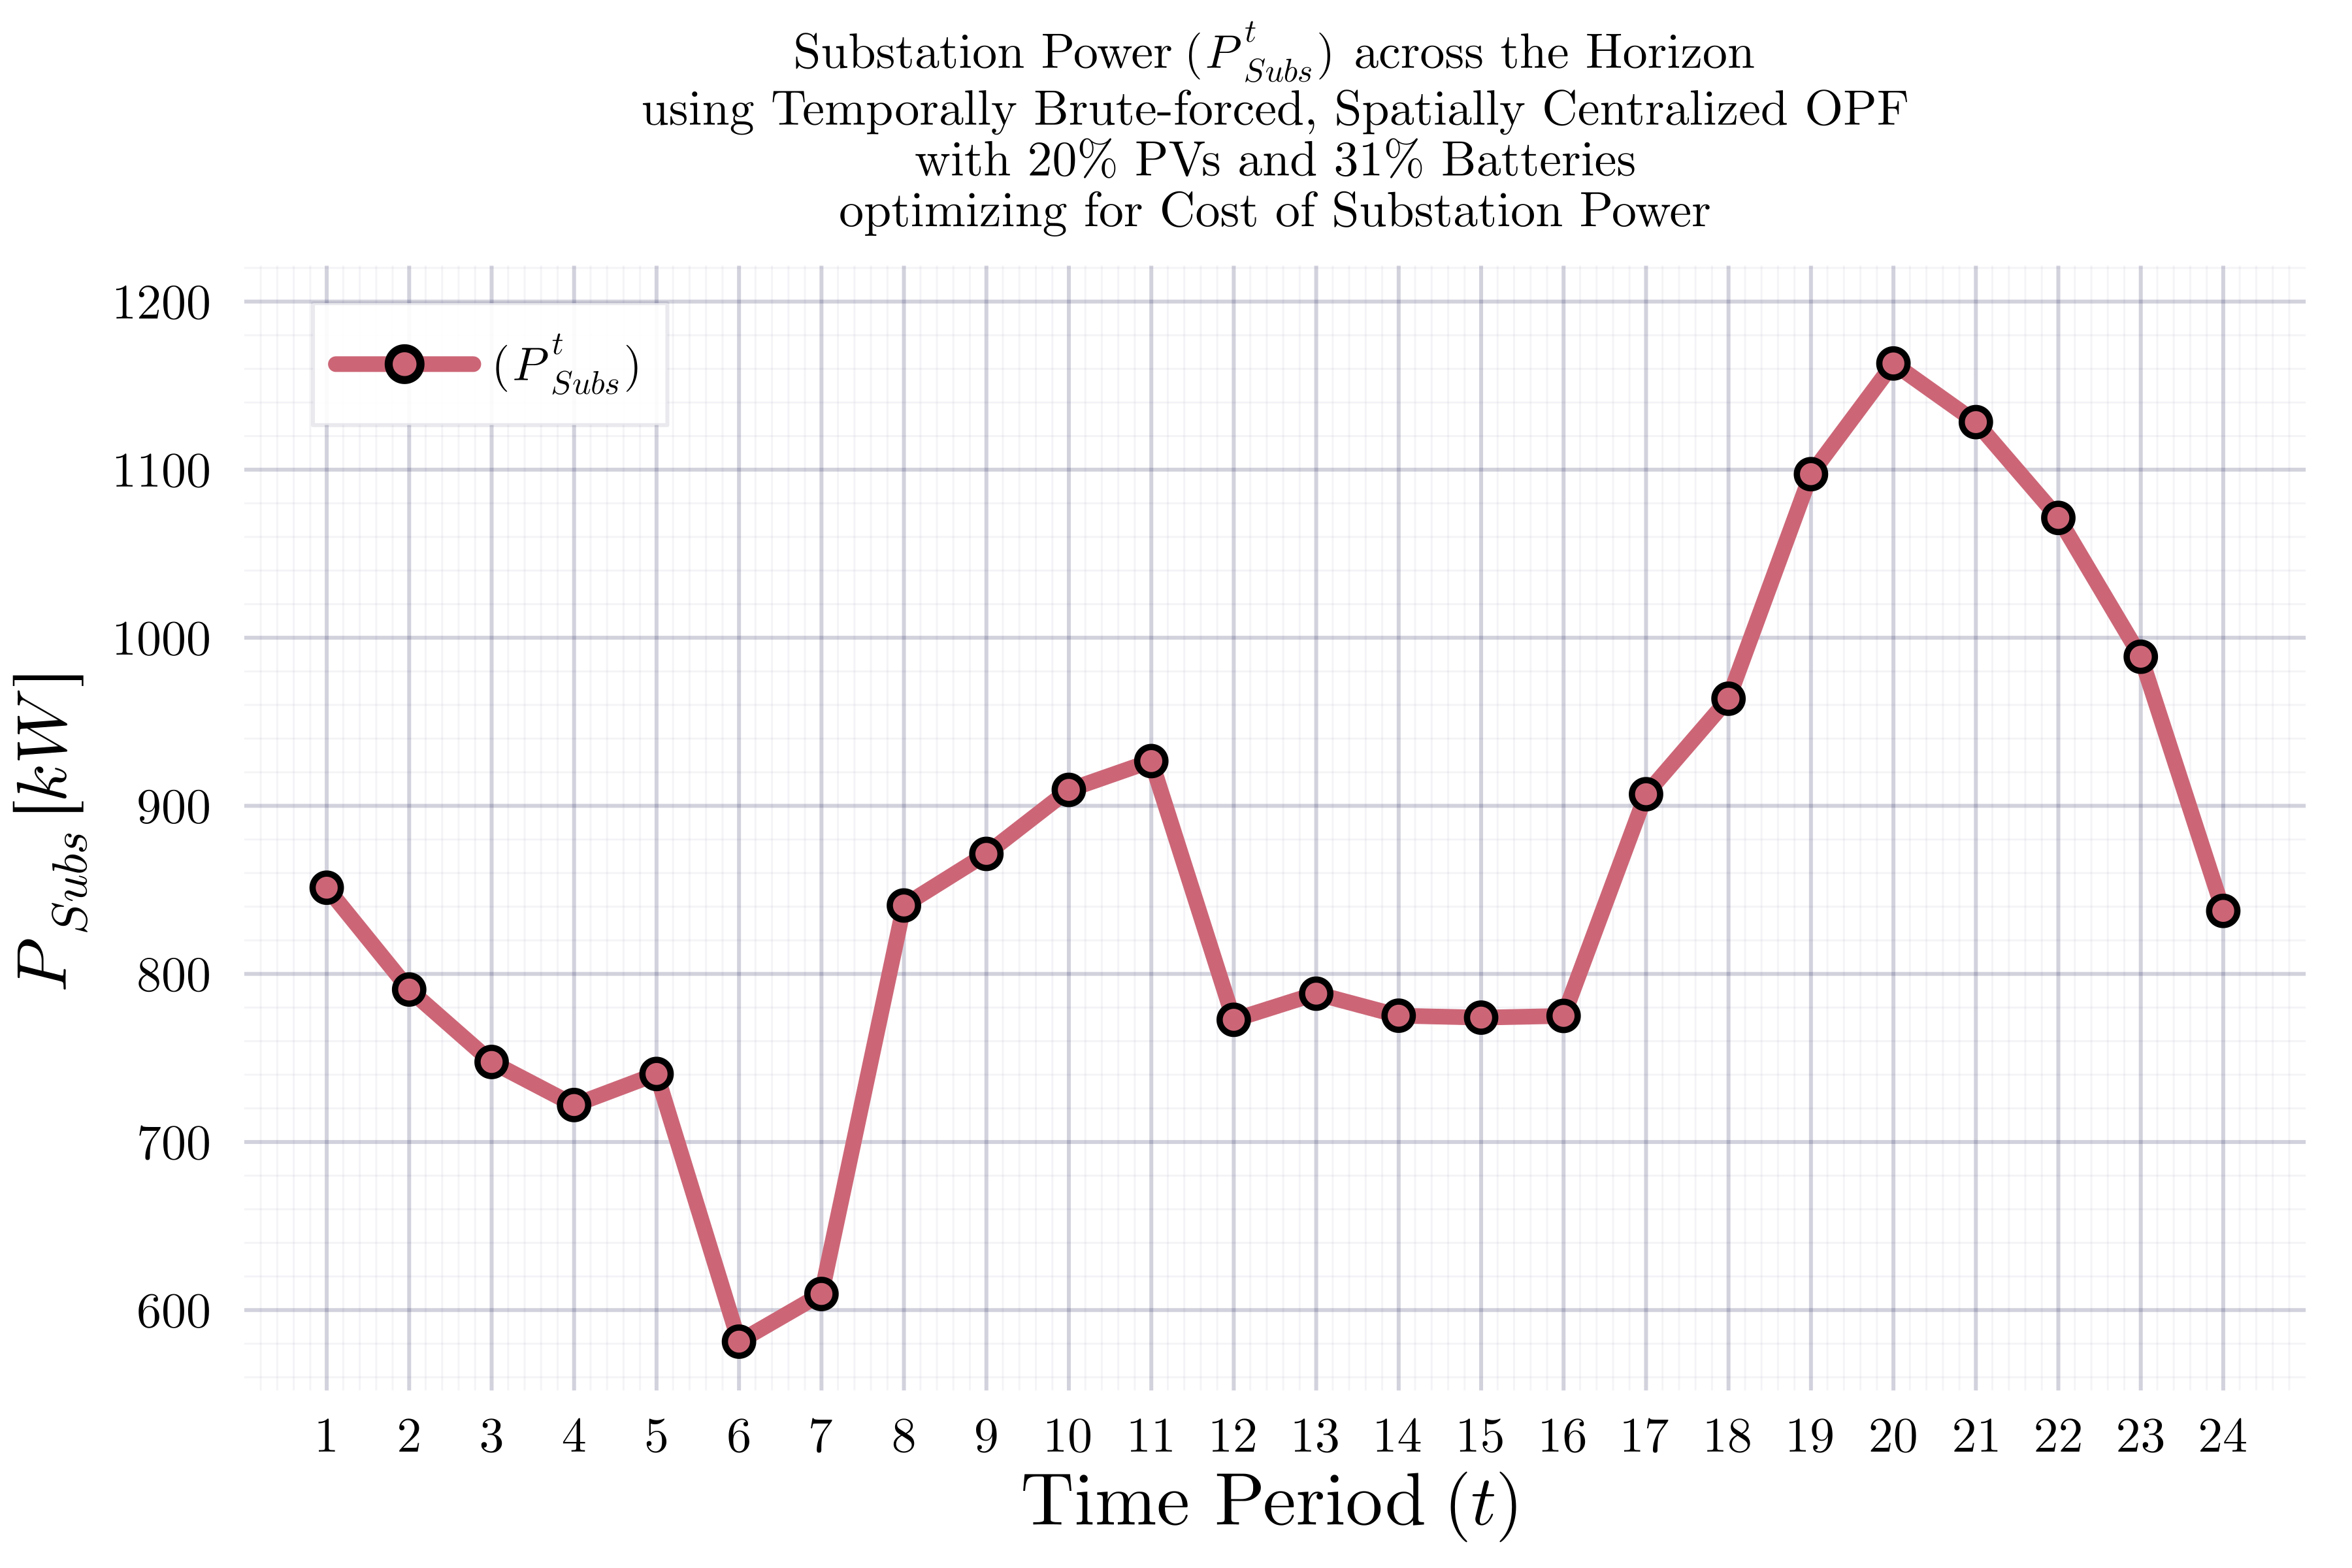 Substation Power (P^t_Subs) across the Horizon
using Temporally Brute-forced, Spatially Centralized OPF
with 20% PVs and 31% Batteries
optimizing for Cost of Substation Power
(P^t_Subs)
P_Subs [kW]
1200
1100
1000
900
800
700
600
1 2 3 4 5 6 7 8 9 10 11 12 13 14 15 16 17 18 19 20 21 22 23 24
Time Period (t)